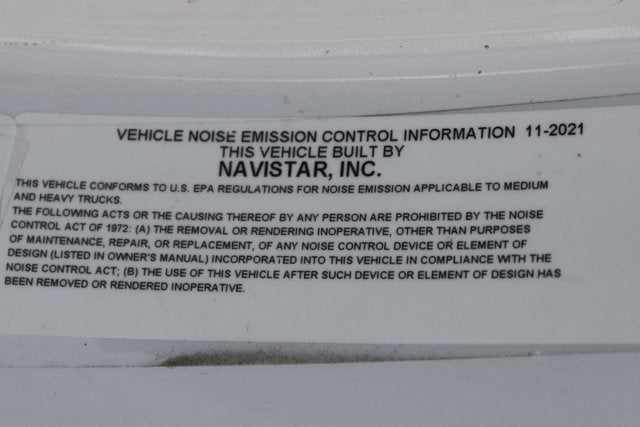 VEHICLE NOISE EMISSION CONTROL INFORMATION 11-2021
THIS VEHICLE BUILT BY
NAVISTAR, INC.
THIS VEHICLE CONFORMS TO U.S. EPA REGULATIONS FOR NOISE EMISSION APPLICABLE TO MEDIUM
AND HEAVY TRUCKS.
THE FOLLOWING ACTS OR THE CAUSING THEREOF BY ANY PERSON ARE PROHIBITED BY THE NOISE
CONTROL ACT OF 1972: (A) THE REMOVAL OR RENDERING INOPERATIVE, OTHER THAN PURPOSES
OF MAINTENANCE, REPAIR, OR REPLACEMENT, OF ANY NOISE CONTROL DEVICE OR ELEMENT OF
DESIGN (LISTED IN OWNER'S MANUAL) INCORPORATED INTO THIS VEHICLE IN COMPLIANCE WITH THE
NOISE CONTROL ACT; (B) THE USE OF THIS VEHICLE AFTER SUCH DEVICE OR ELEMENT OF DESIGN HAS
BEEN REMOVED OR RENDERED INOPERATIVE.